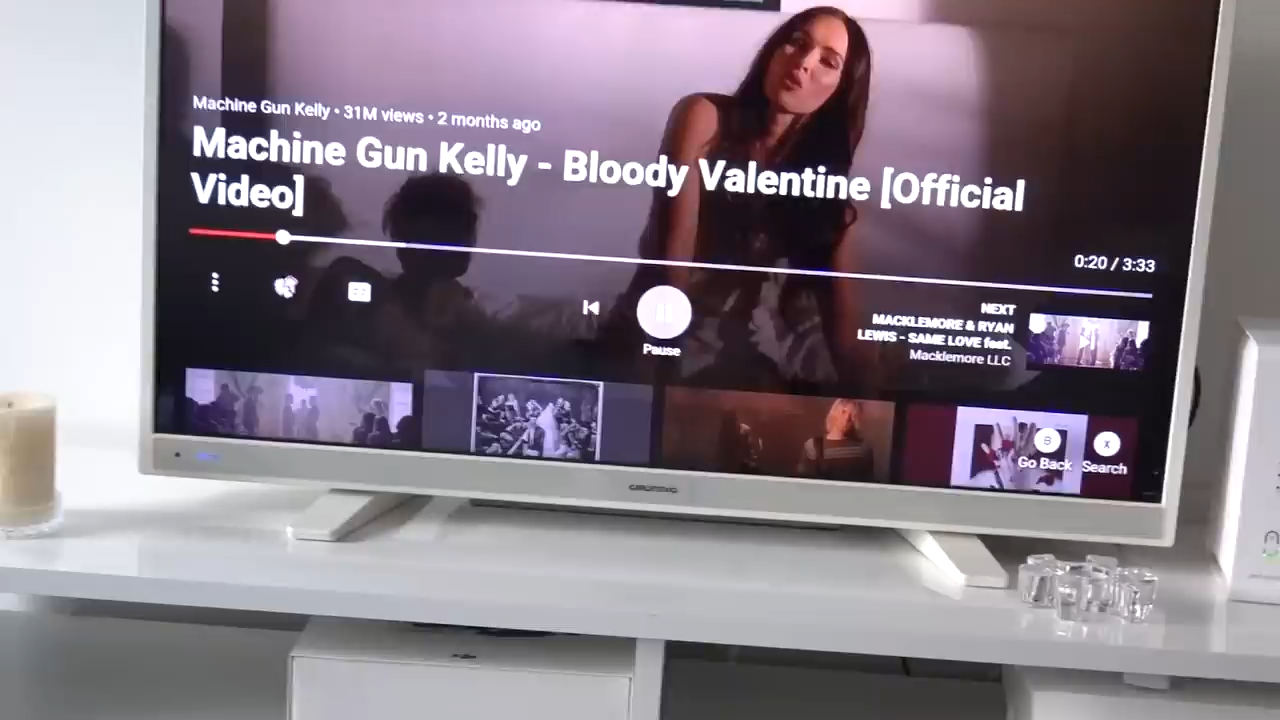 Machine Gun Kelly • 31M views • 2 months ago
Machine Gun Kelly - Bloody Valentine [Official
Video]
0:20 / 3:33
NEXT
MACKLEMORE & RYAN
LEWIS - SAME LOVE feat.
Macklemore LLC
Pause
B
X
Go Back
Search
GRUNDIG